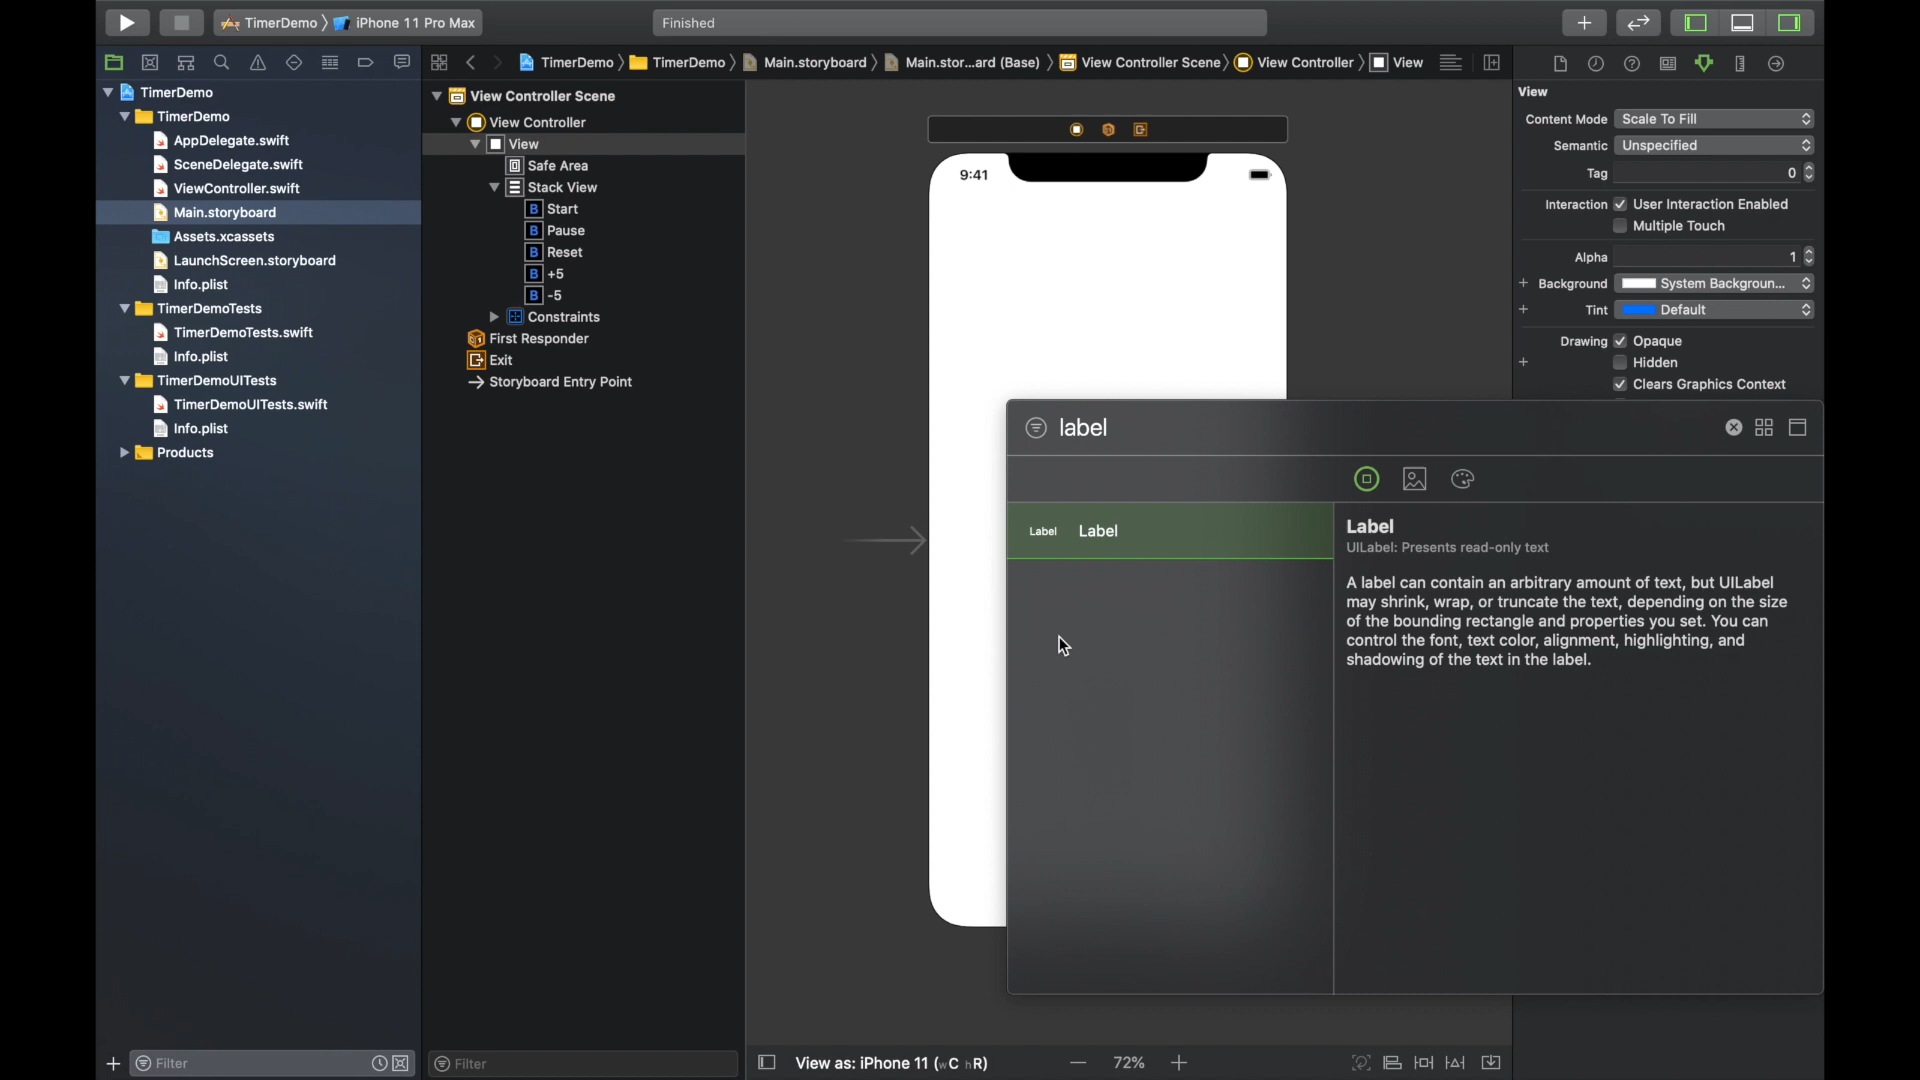 TimerDemo 〉 iPhone 11 Pro Max
Finished
TimerDemo 〉 TimerDemo 〉 Main.storyboard 〉 Main.stor...ard (Base) 〉 View Controller Scene 〉 View Controller 〉 View
TimerDemo
TimerDemo
AppDelegate.swift
SceneDelegate.swift
ViewController.swift
Main.storyboard
Assets.xcassets
LaunchScreen.storyboard
Info.plist
TimerDemoTests
TimerDemoTests.swift
Info.plist
TimerDemoUITests
TimerDemoUITests.swift
Info.plist
Products
Filter
View Controller Scene
View Controller
View
Safe Area
Stack View
B Start
B Pause
B Reset
B +5
B -5
Constraints
First Responder
Exit
Storyboard Entry Point
Filter
9:41
label
Label Label
Label
UILabel: Presents read-only text
A label can contain an arbitrary amount of text, but UILabel
may shrink, wrap, or truncate the text, depending on the size
of the bounding rectangle and properties you set. You can
control the font, text color, alignment, highlighting, and
shadowing of the text in the label.
View as: iPhone 11 (wC hR)
— 72% +
View
Content Mode Scale To Fill
Semantic Unspecified
Tag 0
Interaction User Interaction Enabled
Multiple Touch
Alpha 1
+ Background System Backgroun...
+ Tint Default
Drawing Opaque
+ Hidden
Clears Graphics Context